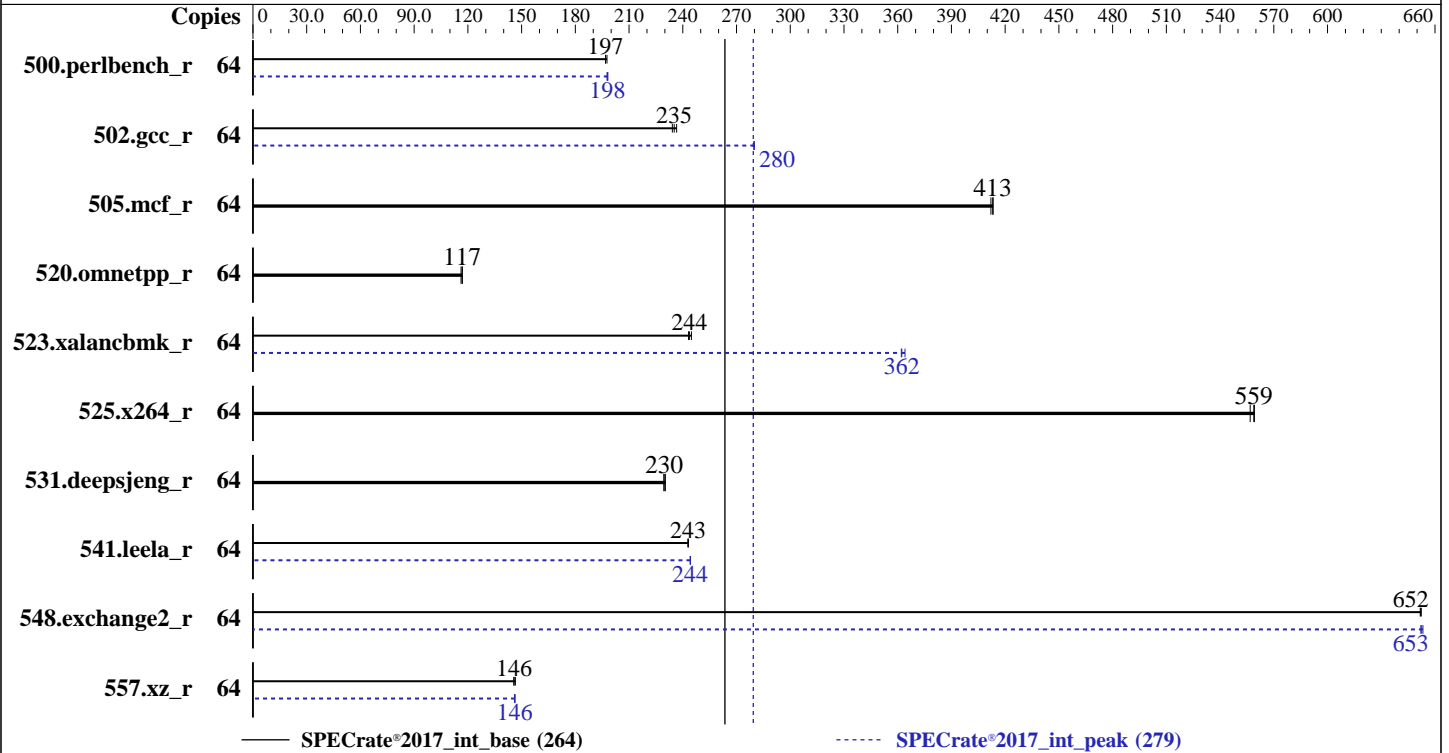 Copies 0 30.0 60.0 90.0 120 150 180 210 240 270 300 330 360 390 420 450 480 510 540 570 600 660
197
500.perlbench_r 64
198
235
502.gcc_r 64
280
413
505.mcf_r 64
117
520.omnetpp_r 64
244
523.xalancbmk_r 64
362
559
525.x264_r 64
230
531.deepsjeng_r 64
243
541.leela_r 64
244
652
548.exchange2_r 64
653
146
557.xz_r 64
146
SPECrate®2017_int_base (264) SPECrate®2017_int_peak (279)